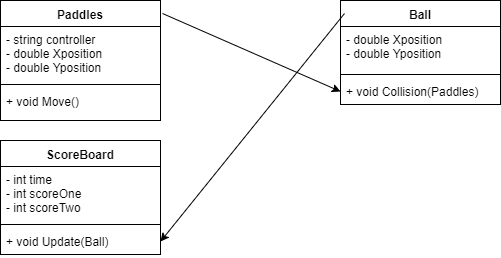 Paddles
- string controller
- double Xposition
- double Yposition
+ void Move()
Ball
- double Xposition
- double Yposition
+ void Collision(Paddles)
ScoreBoard
- int time
- int scoreOne
- int scoreTwo
+ void Update(Ball)